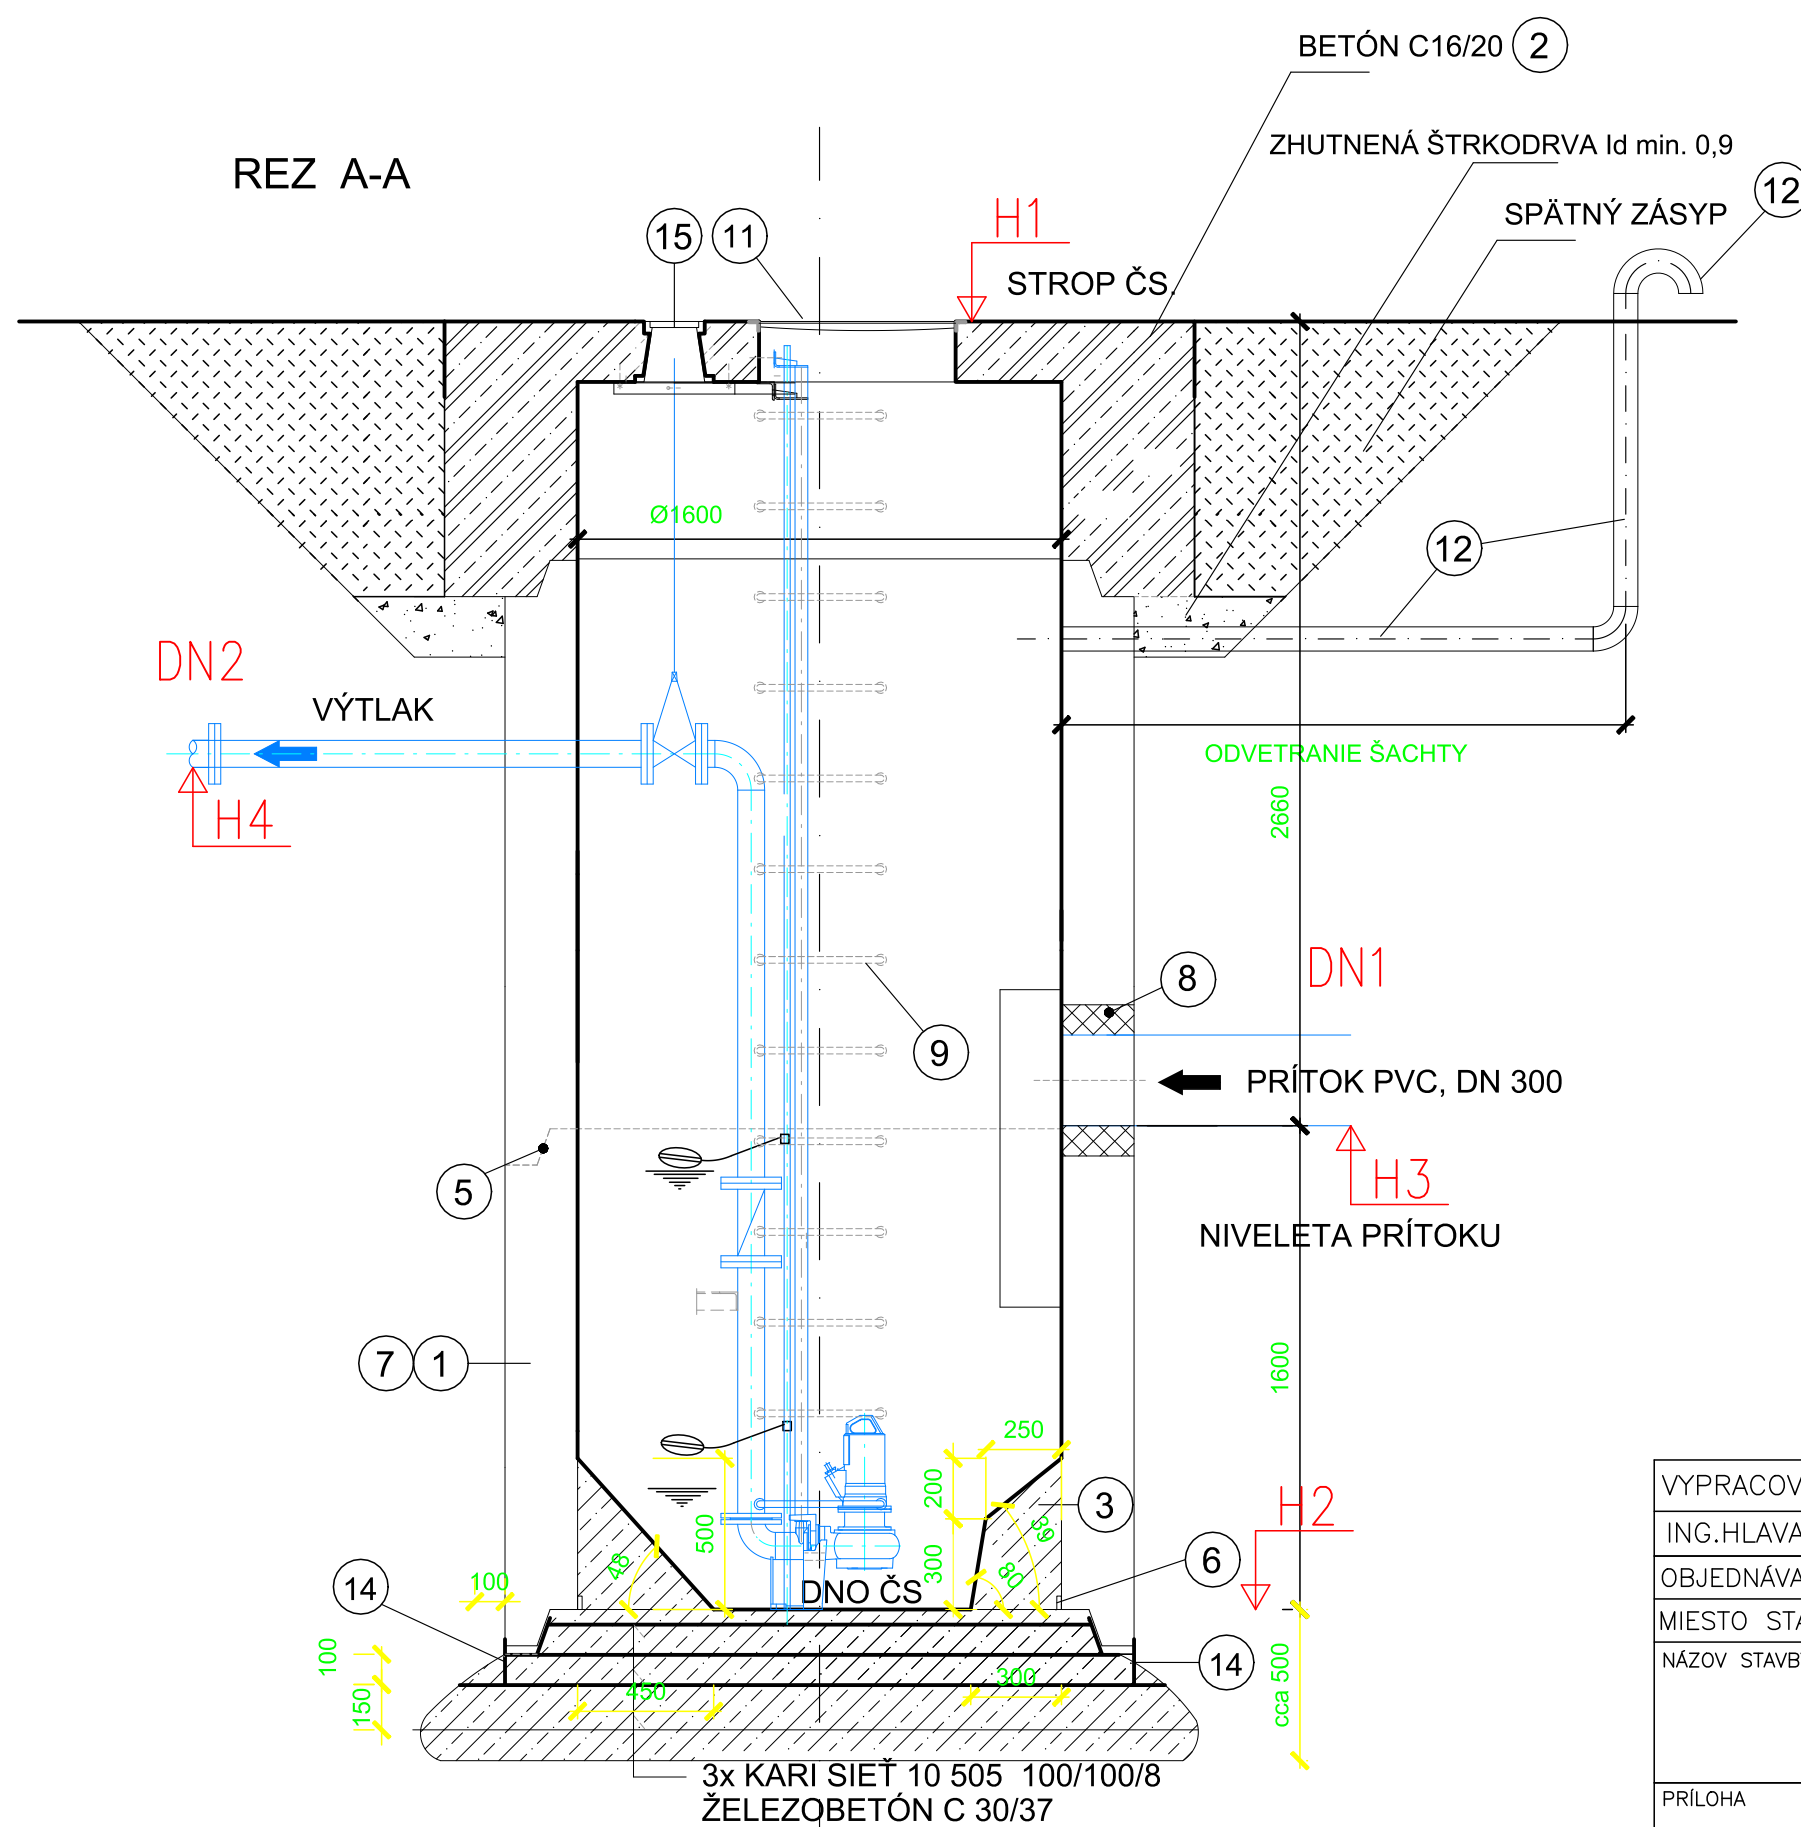 BETÓN C16/20 2
ZHUTNENÁ ŠTRKODRVA Id min. 0,9
REZ A-A
12
SPÄTNÝ ZÁSYP
H1
15 11
STROP ČS.
Ø1600
12
DN2
VÝTLAK
ODVETRANIE ŠACHTY
H4
2660
DN1
8
9
PRÍTOK PVC, DN 300
5
H3
NIVELETA PRÍTOKU
7 1
1600
250
200
3
H2
500
39
48
300
80
6
DNO ČS
100
14
100
150
450
300
14
cca 500
3x KARI SIEŤ 10 505 100/100/8
ŽELEZOBETÓN C 30/37
VYPRACOV
ING.HLAVA
OBJEDNÁVA
MIESTO STA
NÁZOV STAVB
PRÍLOHA